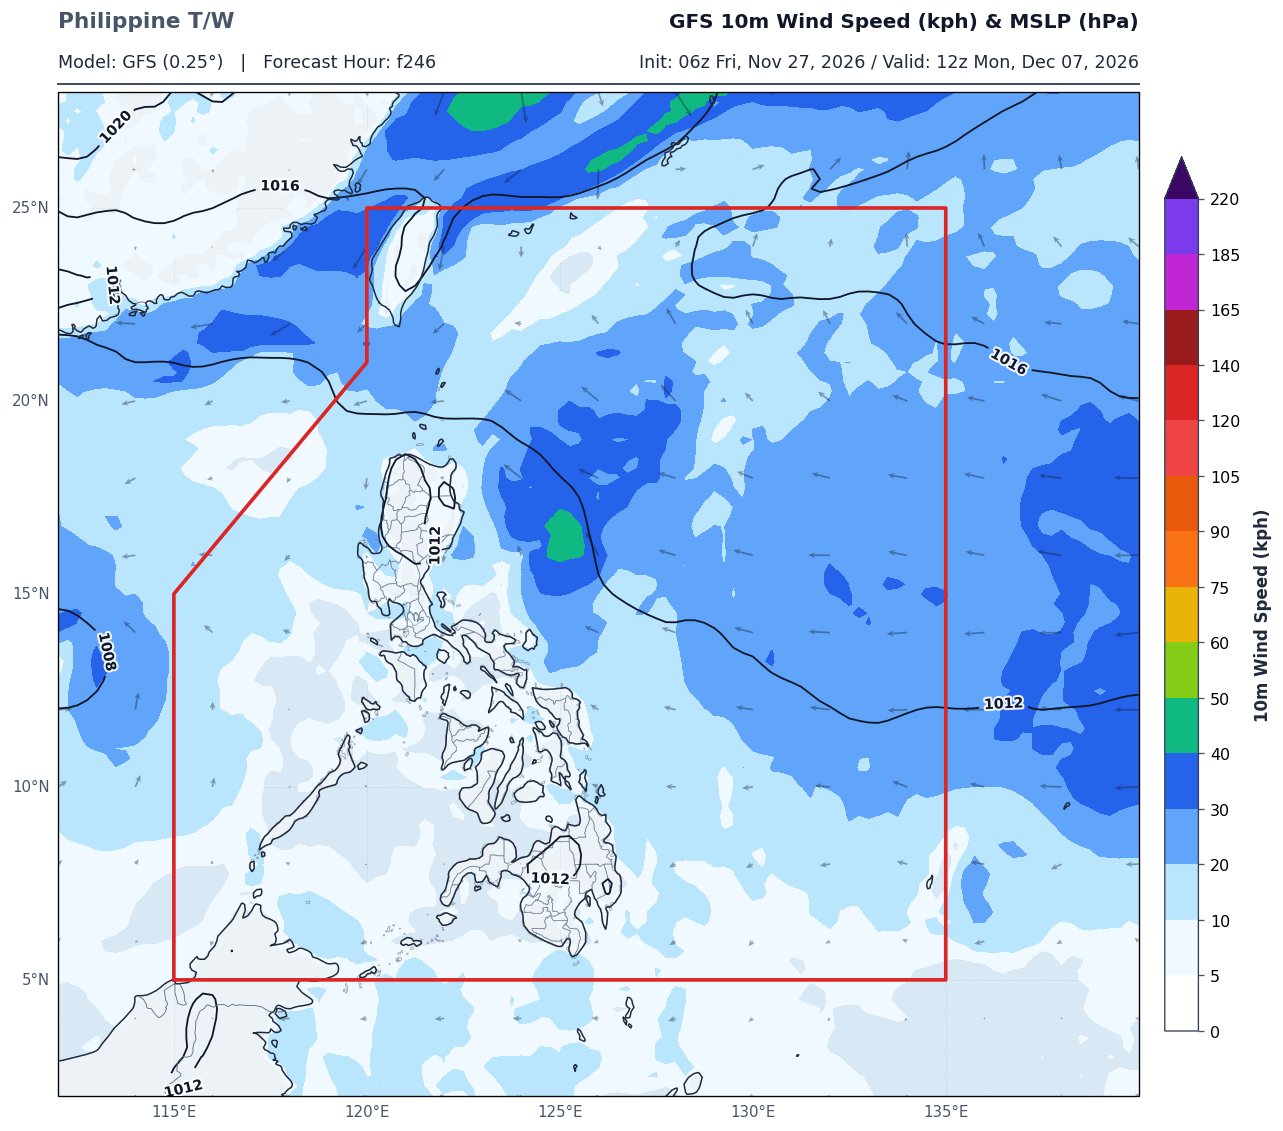 Philippine T/W
GFS 10m Wind Speed (kph) & MSLP (hPa)
Model: GFS (0.25°)   |   Forecast Hour: f246
Init: 06z Fri, Nov 27, 2026 / Valid: 12z Mon, Dec 07, 2026
1020
1016
1012
1016
1012
1008
1012
1012
1012
25°N
20°N
15°N
10°N
5°N
115°E
120°E
125°E
130°E
135°E
220
185
165
140
120
105
90
75
60
50
40
30
20
10
5
0
10m Wind Speed (kph)